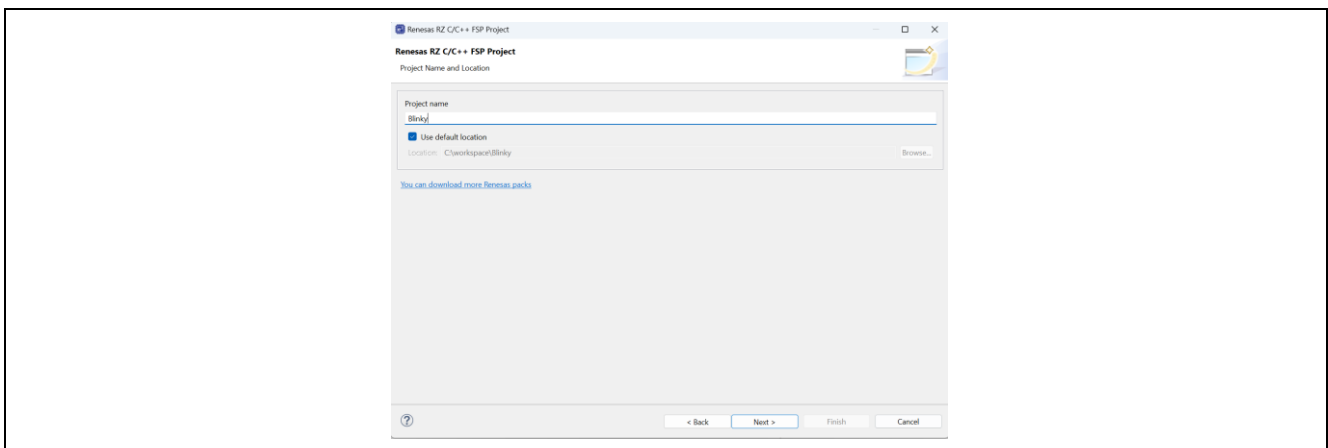 Renesas RZ C/C++ FSP Project
Renesas RZ C/C++ FSP Project
Project Name and Location
Project name
Blinky
Use default location
Location: C:\workspace\Blinky Browse...
You can download more Renesas packs
? < Back Next > Finish Cancel